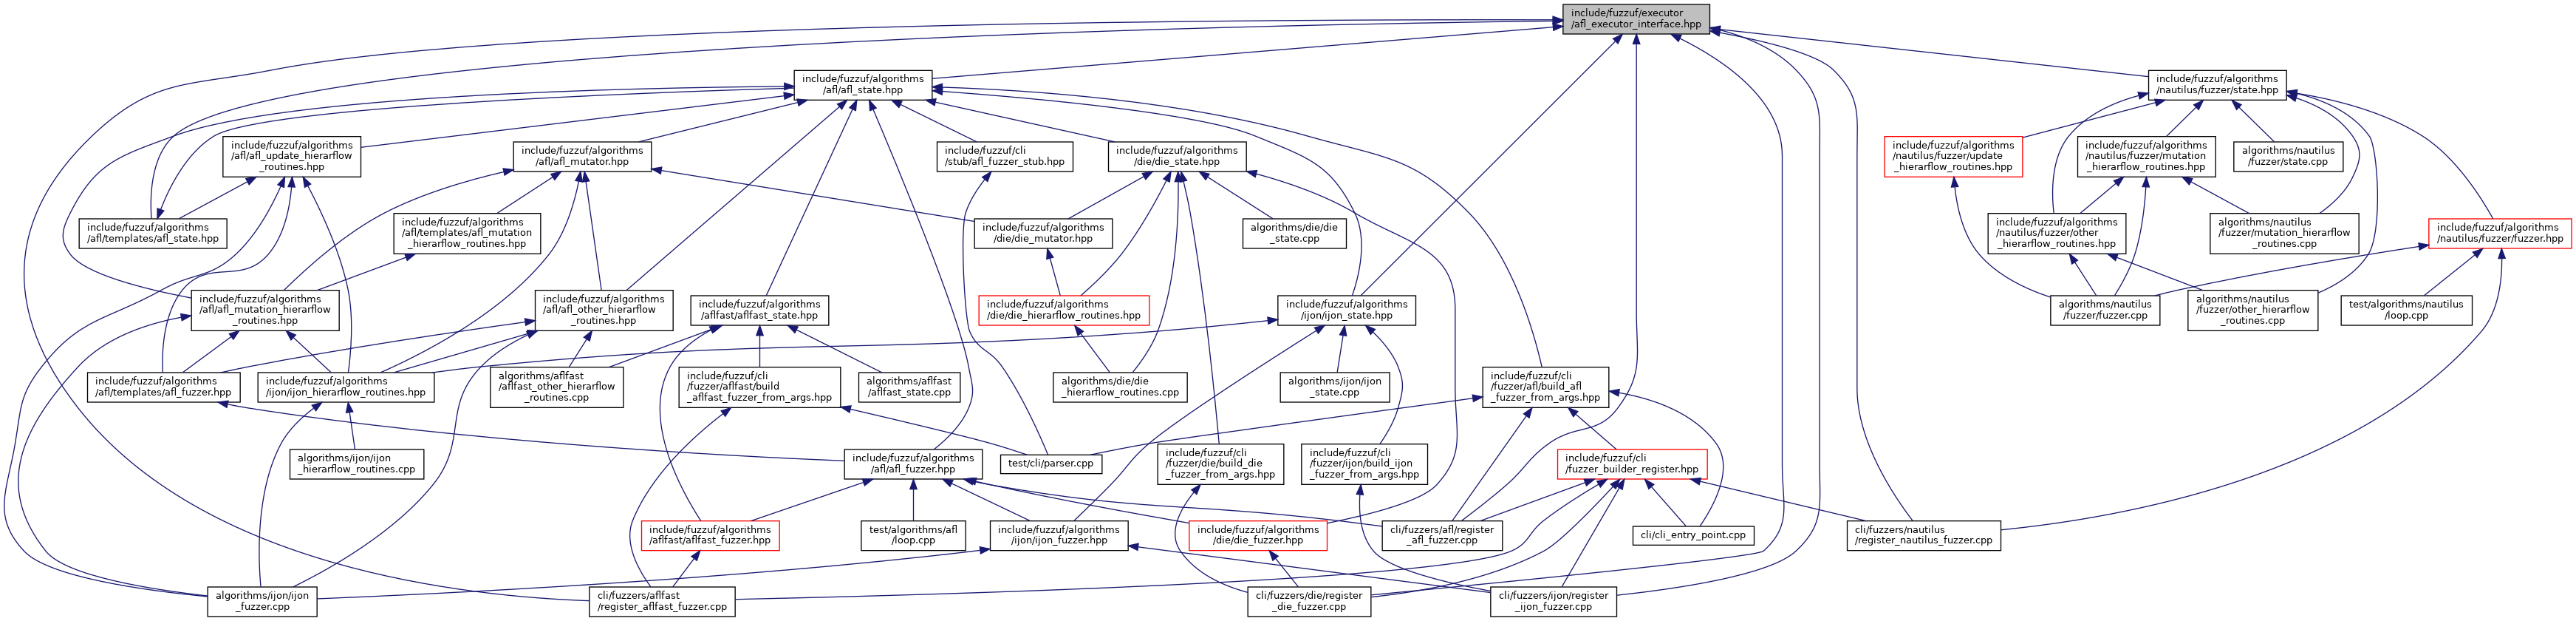 include/fuzzuf/executor
/afl_executor_interface.hpp
include/fuzzuf/algorithms
/afl/afl_state.hpp
include/fuzzuf/algorithms
/nautilus/fuzzer/state.hpp
include/fuzzuf/algorithms
/afl/afl_update_hierarflow
_routines.hpp
include/fuzzuf/algorithms
/afl/afl_mutator.hpp
include/fuzzuf/cli
/stub/afl_fuzzer_stub.hpp
include/fuzzuf/algorithms
/die/die_state.hpp
include/fuzzuf/algorithms
/nautilus/fuzzer/update
_hierarflow_routines.hpp
include/fuzzuf/algorithms
/nautilus/fuzzer/mutation
_hierarflow_routines.hpp
algorithms/nautilus
/fuzzer/state.cpp
include/fuzzuf/algorithms
/afl/templates/afl_state.hpp
include/fuzzuf/algorithms
/afl/templates/afl_mutation
_hierarflow_routines.hpp
include/fuzzuf/algorithms
/die/die_mutator.hpp
algorithms/die/die
_state.cpp
include/fuzzuf/algorithms
/nautilus/fuzzer/other
_hierarflow_routines.hpp
algorithms/nautilus
/fuzzer/mutation_hierarflow
_routines.cpp
include/fuzzuf/algorithms
/nautilus/fuzzer/fuzzer.hpp
include/fuzzuf/algorithms
/afl/afl_mutation_hierarflow
_routines.hpp
include/fuzzuf/algorithms
/afl/afl_other_hierarflow
_routines.hpp
include/fuzzuf/algorithms
/aflfast/aflfast_state.hpp
include/fuzzuf/algorithms
/die/die_hierarflow_routines.hpp
include/fuzzuf/algorithms
/ijon/ijon_state.hpp
algorithms/nautilus
/fuzzer/fuzzer.cpp
algorithms/nautilus
/fuzzer/other_hierarflow
_routines.cpp
test/algorithms/nautilus
/loop.cpp
include/fuzzuf/algorithms
/afl/templates/afl_fuzzer.hpp
include/fuzzuf/algorithms
/ijon/ijon_hierarflow_routines.hpp
algorithms/aflfast
/aflfast_other_hierarflow
_routines.cpp
include/fuzzuf/cli
/fuzzer/aflfast/build
_aflfast_fuzzer_from_args.hpp
algorithms/aflfast
/aflfast_state.cpp
algorithms/die/die
_hierarflow_routines.cpp
algorithms/ijon/ijon
_state.cpp
include/fuzzuf/cli
/fuzzer/afl/build_afl
_fuzzer_from_args.hpp
algorithms/ijon/ijon
_hierarflow_routines.cpp
include/fuzzuf/algorithms
/afl/afl_fuzzer.hpp
test/cli/parser.cpp
include/fuzzuf/cli
/fuzzer/die/build_die
_fuzzer_from_args.hpp
include/fuzzuf/cli
/fuzzer/ijon/build_ijon
_fuzzer_from_args.hpp
include/fuzzuf/cli
/fuzzer_builder_register.hpp
include/fuzzuf/algorithms
/aflfast/aflfast_fuzzer.hpp
test/algorithms/afl
/loop.cpp
include/fuzzuf/algorithms
/ijon/ijon_fuzzer.hpp
include/fuzzuf/algorithms
/die/die_fuzzer.hpp
cli/fuzzers/afl/register
_afl_fuzzer.cpp
cli/cli_entry_point.cpp
cli/fuzzers/nautilus
/register_nautilus_fuzzer.cpp
algorithms/ijon/ijon
_fuzzer.cpp
cli/fuzzers/aflfast
/register_aflfast_fuzzer.cpp
cli/fuzzers/die/register
_die_fuzzer.cpp
cli/fuzzers/ijon/register
_ijon_fuzzer.cpp